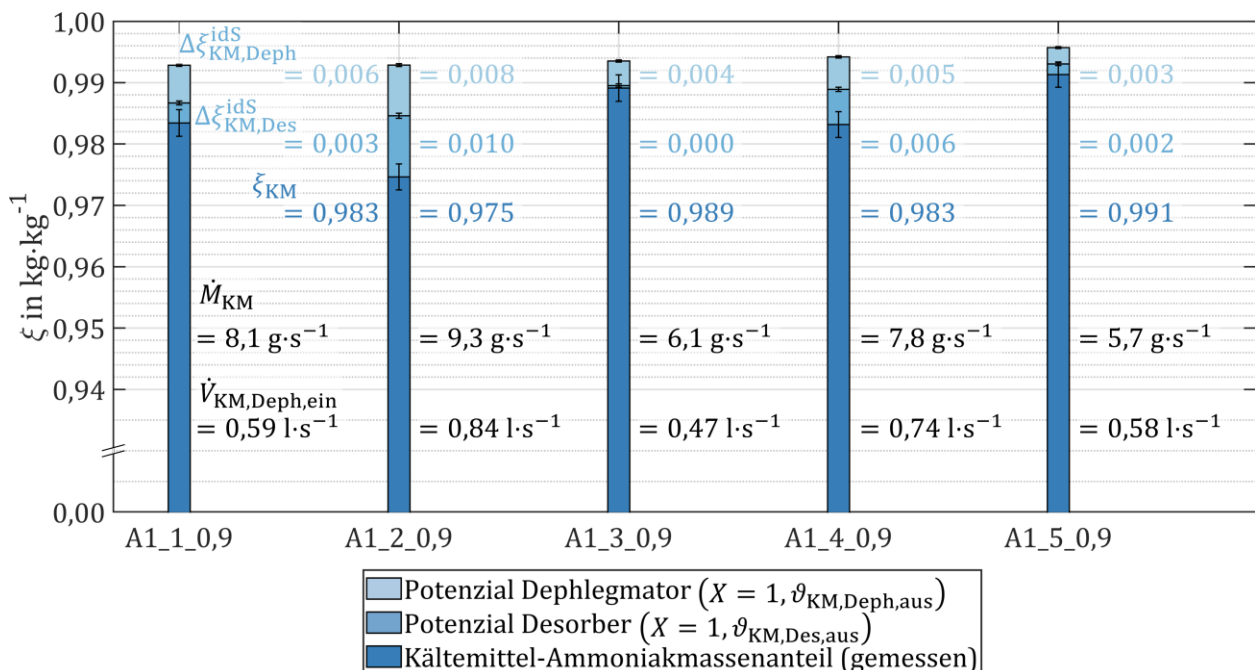 1,00
0,99
0,98
0,97
0,96
0,95
0,94
0,00
ξ in kg·kg⁻¹
Δξ^idS_KM,Deph
= 0,006 = 0,008 = 0,004 = 0,005 = 0,003
Δξ^idS_KM,Des
= 0,003 = 0,010 = 0,000 = 0,006 = 0,002
ξ_KM
= 0,983 = 0,975 = 0,989 = 0,983 = 0,991
Ṁ_KM
= 8,1 g·s⁻¹ = 9,3 g·s⁻¹ = 6,1 g·s⁻¹ = 7,8 g·s⁻¹ = 5,7 g·s⁻¹
V̇_KM,Deph,ein
= 0,59 l·s⁻¹ = 0,84 l·s⁻¹ = 0,47 l·s⁻¹ = 0,74 l·s⁻¹ = 0,58 l·s⁻¹
A1_1_0,9 A1_2_0,9 A1_3_0,9 A1_4_0,9 A1_5_0,9
Potenzial Dephlegmator (X = 1, ϑ_KM,Deph,aus)
Potenzial Desorber (X = 1, ϑ_KM,Des,aus)
Kältemittel-Ammoniakmassenanteil (gemessen)